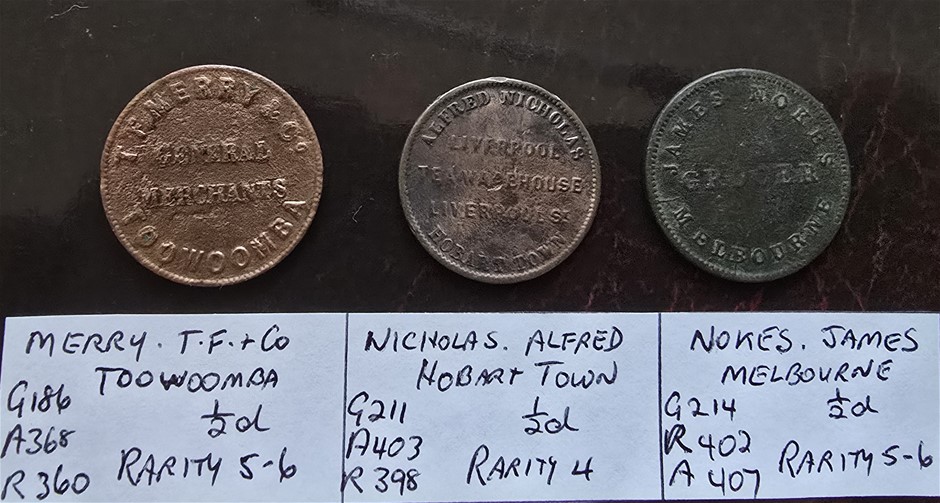 T.F. MERRY & Co
GENERAL
MERCHANTS
TOOWOOMBA
ALFRED NICHOLAS
LIVERPOOL
TEA WAREHOUSE
LIVERPOOL ST
HOBART TOWN
JAMES NOKES
GROCER
MELBOURNE
MERRY. T.F. + Co
TOOWOOMBA
G186
½d
A368
R360 RARITY 5-6
NICHOLAS. ALFRED
HOBART TOWN
G211
½d
A403
R398 RARITY 4
NOKES. JAMES
MELBOURNE
G214 ½d
R402
A407 RARITY 5-6